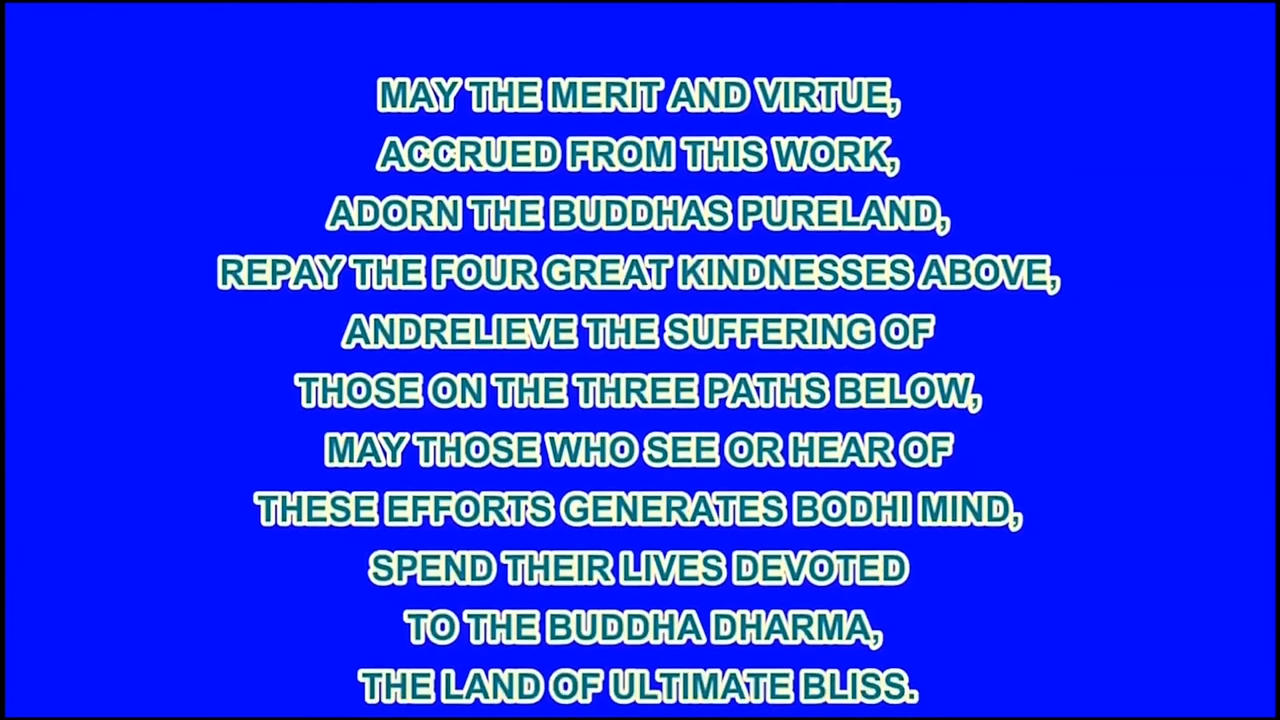 MAY THE MERIT AND VIRTUE,
ACCRUED FROM THIS WORK,
ADORN THE BUDDHAS PURELAND,
REPAY THE FOUR GREAT KINDNESSES ABOVE,
ANDRELIEVE THE SUFFERING OF
THOSE ON THE THREE PATHS BELOW,
MAY THOSE WHO SEE OR HEAR OF
THESE EFFORTS GENERATES BODHI MIND,
SPEND THEIR LIVES DEVOTED
TO THE BUDDHA DHARMA,
THE LAND OF ULTIMATE BLISS.